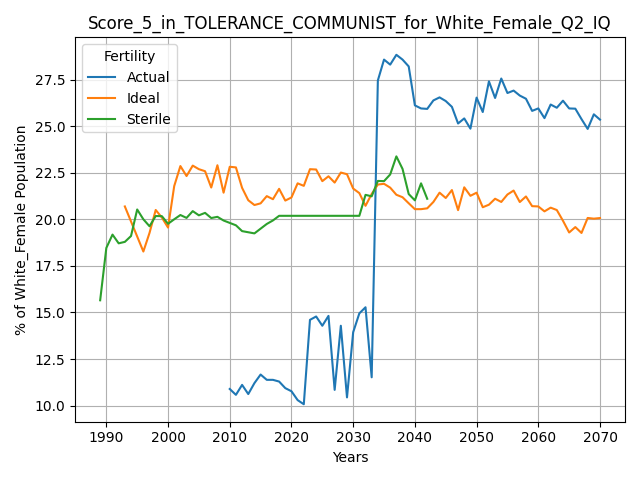 Score_5_in_TOLERANCE_COMMUNIST_for_White_Female_Q2_IQ
Fertility
Actual
Ideal
Sterile
% of White_Female Population
27.5
25.0
22.5
20.0
17.5
15.0
12.5
10.0
1990 2000 2010 2020 2030 2040 2050 2060 2070
Years